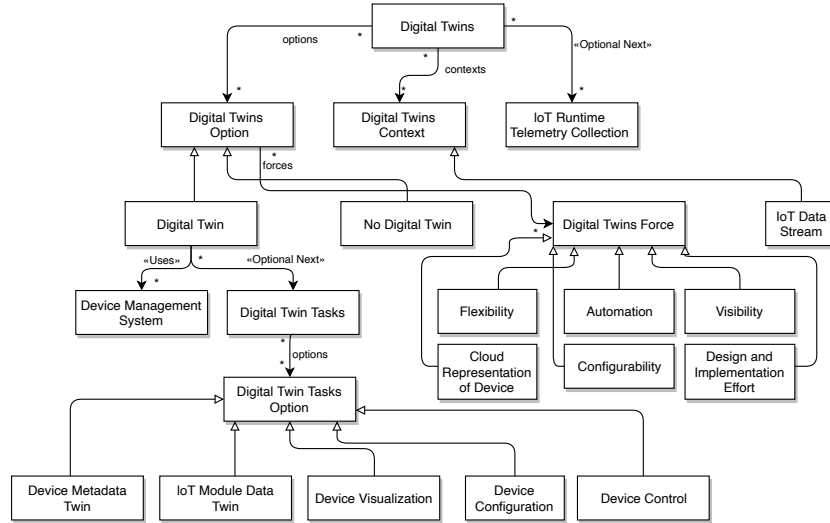 Digital Twins
*
*
*
options
«Optional Next»
contexts
*
*
*
Digital Twins
Option
Digital Twins
Context
IoT Runtime
Telemetry Collection
*
forces
Digital Twin
No Digital Twin
Digital Twins Force
IoT Data
Stream
*
«Uses»
*
«Optional Next»
*
*
Device Management
System
Digital Twin Tasks
Flexibility
Automation
Visibility
*
options
*
Cloud
Representation
of Device
Configurability
Design and
Implementation
Effort
Digital Twin Tasks
Option
Device Metadata
Twin
IoT Module Data
Twin
Device Visualization
Device
Configuration
Device Control